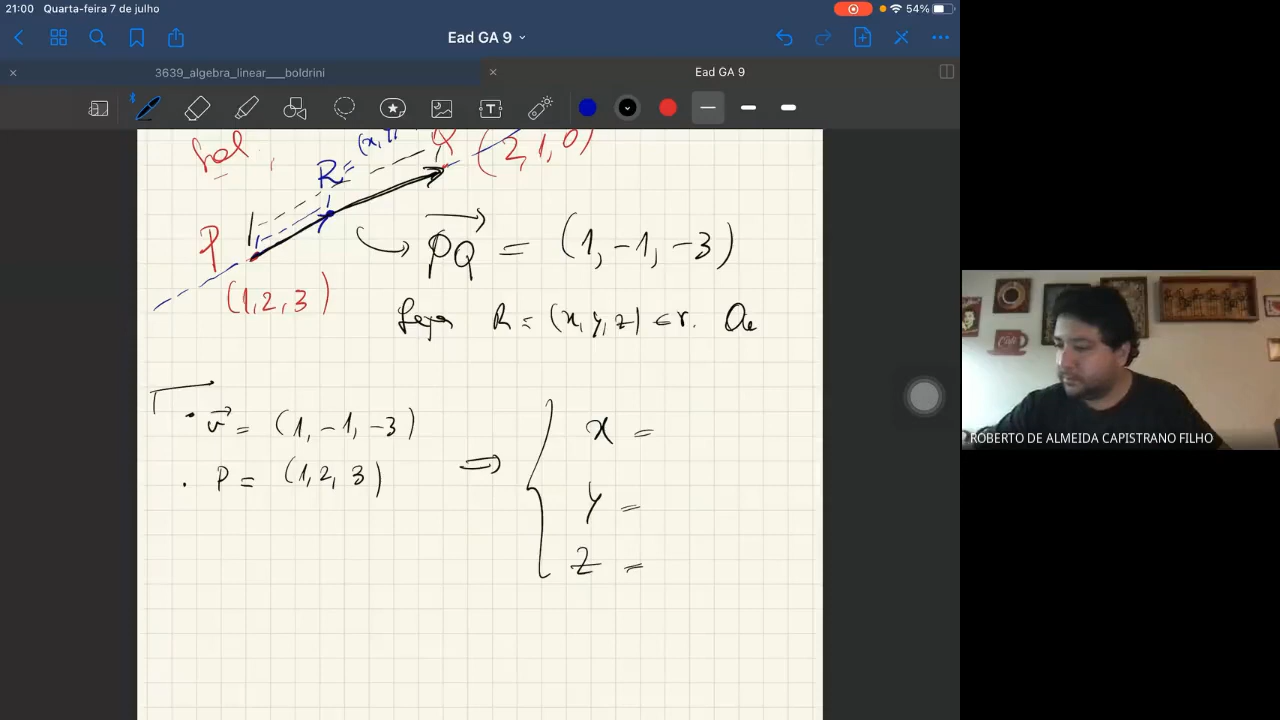 21:00 Quarta-feira 7 de julho
54%
Ead GA 9
3639_algebra_linear___boldrini
Ead GA 9
Sol.
R = (x, y
Q (2, 1, 0)
P
(1, 2, 3)
PQ = (1, -1, -3)
Seja R = (x, y, z) ∈ r.
v = (1, -1, -3)
P = (1, 2, 3)
⇒
x =
y =
z =
ROBERTO DE ALMEIDA CAPISTRANO FILHO